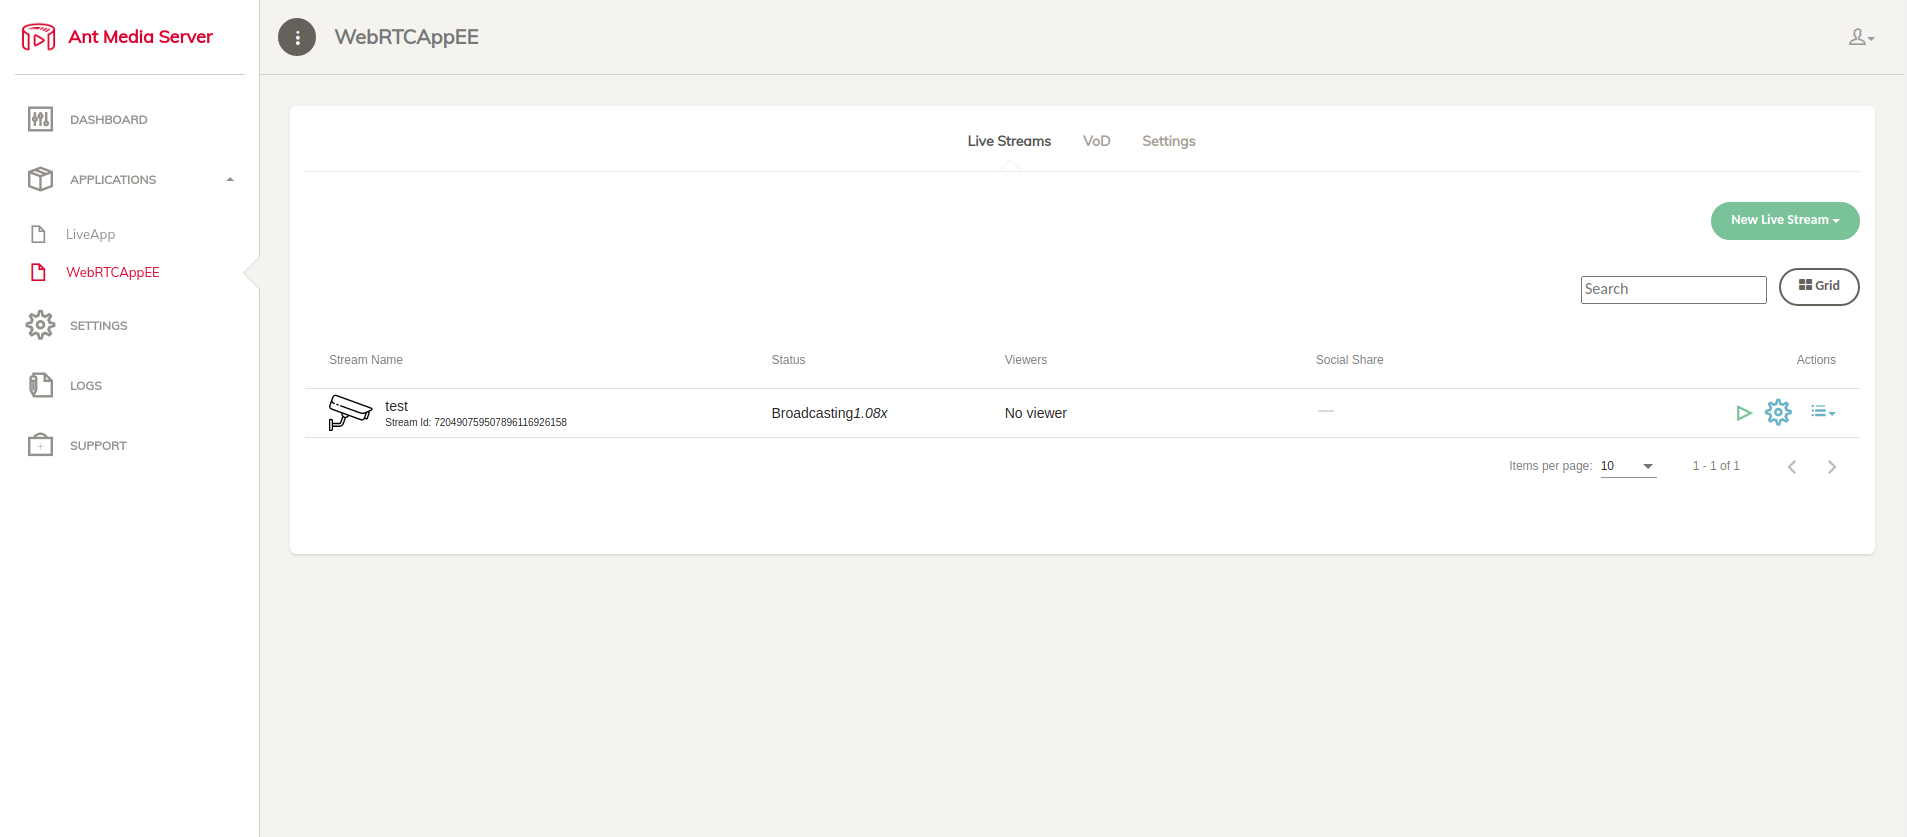 Ant Media Server
WebRTCAppEE
DASHBOARD
APPLICATIONS
LiveApp
WebRTCAppEE
SETTINGS
LOGS
SUPPORT
Live Streams VoD Settings
New Live Stream
Search Grid
Stream Name Status Viewers Social Share Actions
test
Stream Id: 720490759507896116926158
Broadcasting1.08x No viewer —
Items per page: 10 1 - 1 of 1